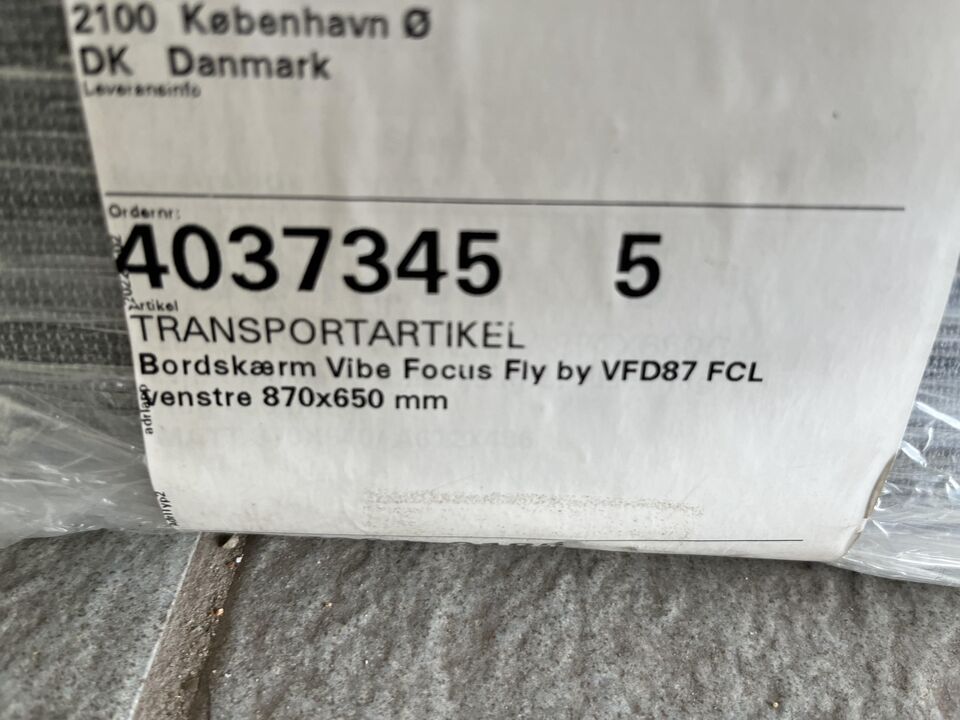 2100 København Ø
DK Danmark
Leveransinfo
Ordernr:
4037345 5
Artikel
TRANSPORTARTIKEL
Bordskærm Vibe Focus Fly by VFD87 FCL
venstre 870x650 mm